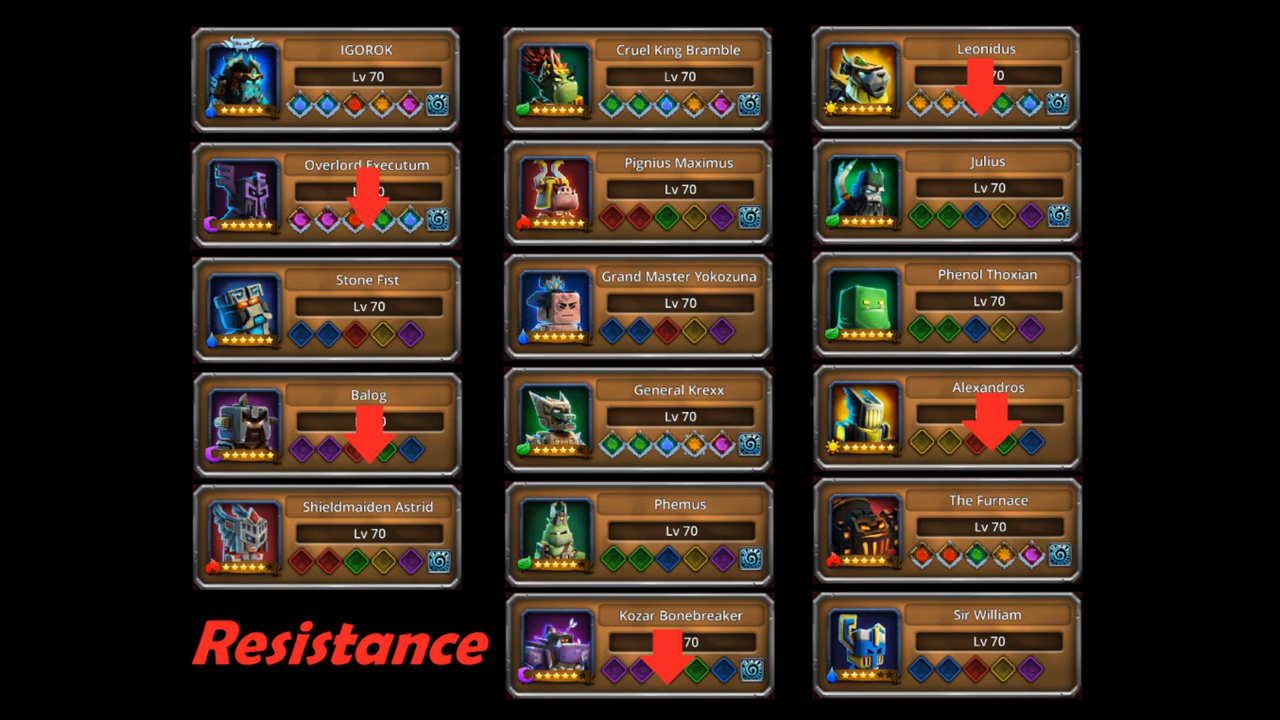 IGOROK
Lv 70
Overlord Executum
Stone Fist
Lv 70
Balog
Shieldmaiden Astrid
Lv 70
Resistance
Cruel King Bramble
Lv 70
Pignius Maximus
Lv 70
Grand Master Yokozuna
Lv 70
General Krexx
Lv 70
Phemus
Lv 70
Kozar Bonebreaker
70
Leonidus
70
Julius
Lv 70
Phenol Thoxian
Lv 70
Alexandros
The Furnace
Lv 70
Sir William
Lv 70